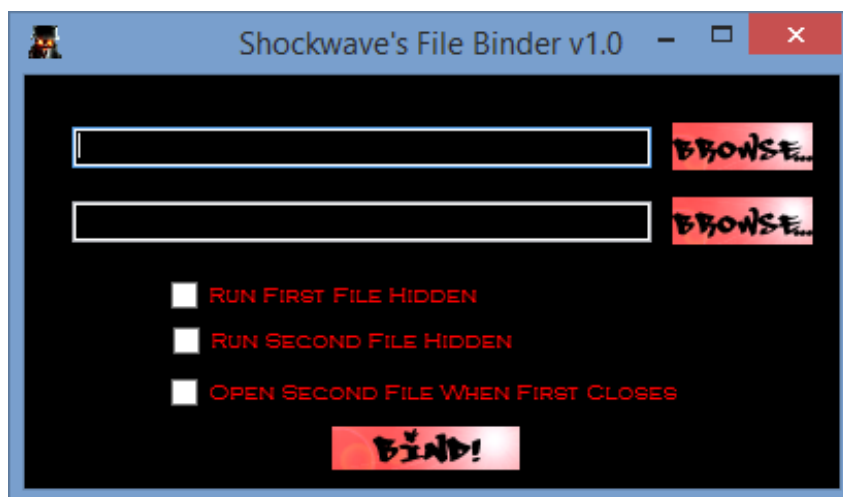 Shockwave's File Binder v1.0
BROWSE...
BROWSE...
Run First File Hidden
Run Second File Hidden
Open Second File When First Closes
BIND!